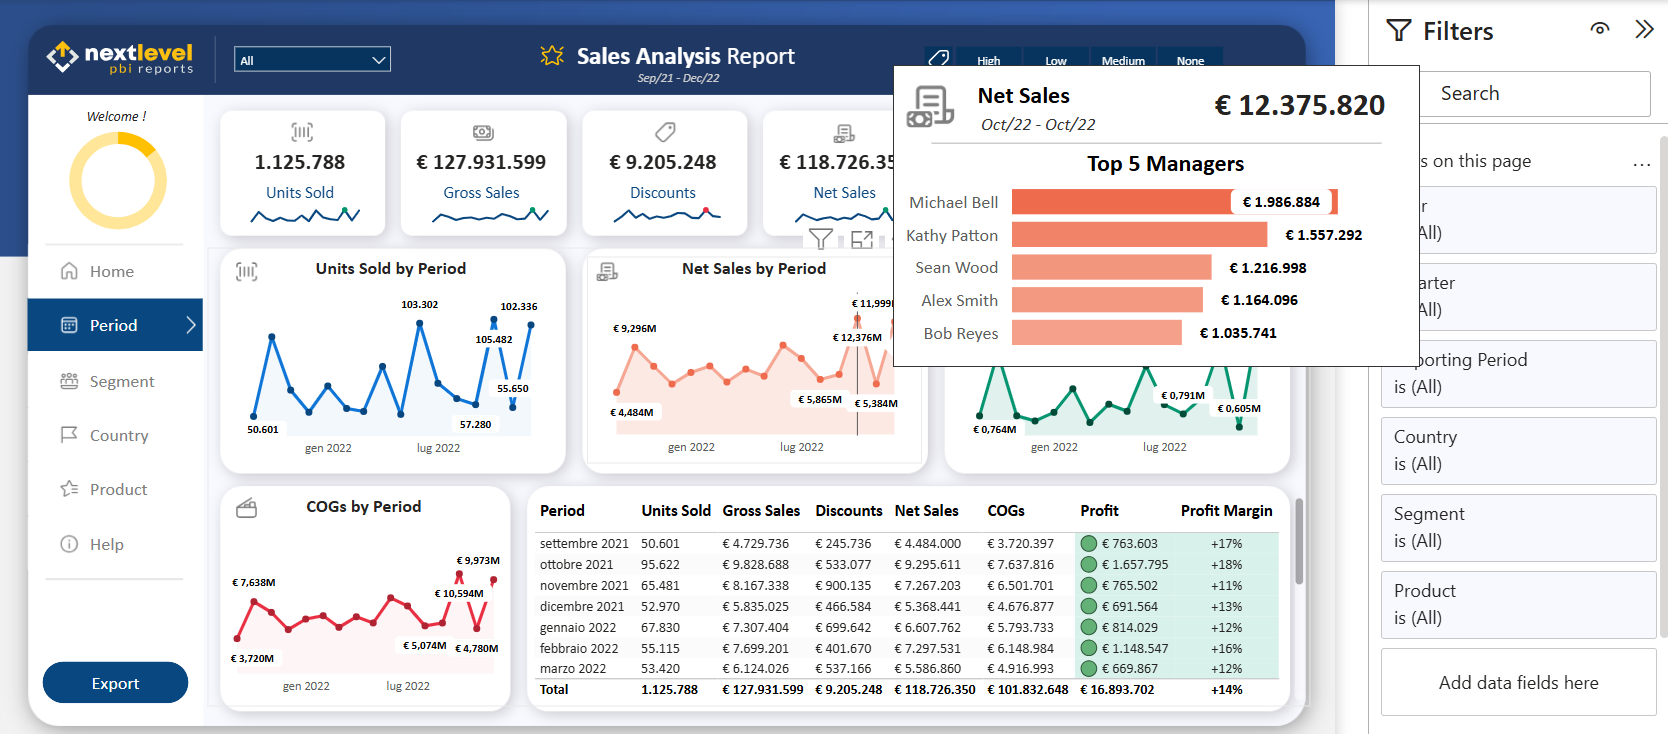 nextlevel
pbi reports
All
Sales Analysis Report
Sep/21 - Dec/22
High
Low
Medium
None
Filters
Search
s on this page
...
r
All)
arter
All)
porting Period
is (All)
Country
is (All)
Segment
is (All)
Product
is (All)
Add data fields here
Welcome !
Home
Period
Segment
Country
Product
Help
Export
1.125.788
Units Sold
€ 127.931.599
Gross Sales
€ 9.205.248
Discounts
€ 118.726.35
Net Sales
Net Sales
Oct/22 - Oct/22
€ 12.375.820
Top 5 Managers
Michael Bell
€ 1.986.884
Kathy Patton
€ 1.557.292
Sean Wood
€ 1.216.998
Alex Smith
€ 1.164.096
Bob Reyes
€ 1.035.741
Units Sold by Period
103.302
102.336
105.482
55.650
57.280
50.601
gen 2022
lug 2022
Net Sales by Period
€ 11,999
€ 9,296M
€ 12,376M
€ 5,865M
€ 5,384M
€ 4,484M
gen 2022
lug 2022
€ 0,791M
€ 0,605M
€ 0,764M
gen 2022
lug 2022
COGs by Period
€ 9,973M
€ 7,638M
€ 10,594M
€ 5,074M
€ 4,780M
€ 3,720M
gen 2022
lug 2022
Period Units Sold Gross Sales Discounts Net Sales COGs Profit Profit Margin
settembre 2021 50.601 € 4.729.736 € 245.736 € 4.484.000 € 3.720.397 € 763.603 +17%
ottobre 2021 95.622 € 9.828.688 € 533.077 € 9.295.611 € 7.637.816 € 1.657.795 +18%
novembre 2021 65.481 € 8.167.338 € 900.135 € 7.267.203 € 6.501.701 € 765.502 +11%
dicembre 2021 52.970 € 5.835.025 € 466.584 € 5.368.441 € 4.676.877 € 691.564 +13%
gennaio 2022 67.830 € 7.307.404 € 699.642 € 6.607.762 € 5.793.733 € 814.029 +12%
febbraio 2022 55.115 € 7.699.201 € 401.670 € 7.297.531 € 6.148.984 € 1.148.547 +16%
marzo 2022 53.420 € 6.124.026 € 537.166 € 5.586.860 € 4.916.993 € 669.867 +12%
Total 1.125.788 € 127.931.599 € 9.205.248 € 118.726.350 € 101.832.648 € 16.893.702 +14%